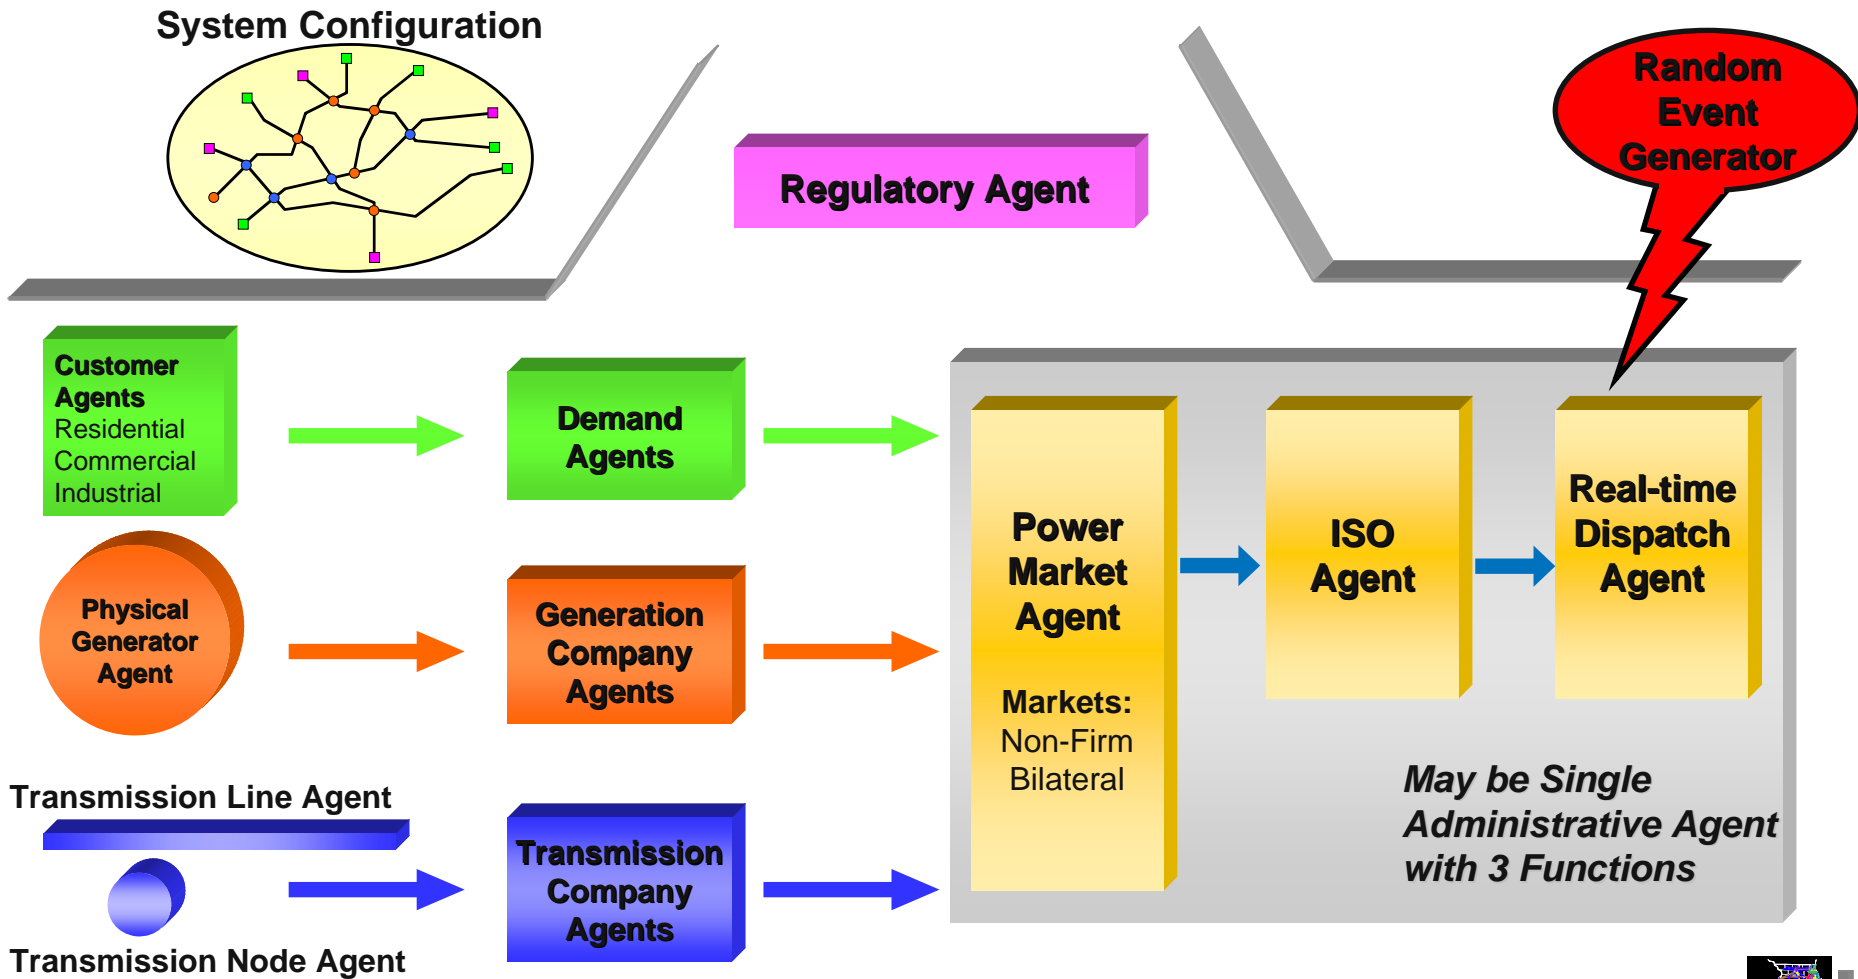 System Configuration
Random
Event
Generator
Regulatory Agent
Customer
Agents
Residential
Commercial
Industrial
Demand
Agents
Physical
Generator
Agent
Generation
Company
Agents
Transmission Line Agent
Transmission Node Agent
Transmission
Company
Agents
Power
Market
Agent
Markets:
Non-Firm
Bilateral
ISO
Agent
Real-time
Dispatch
Agent
May be Single
Administrative Agent
with 3 Functions